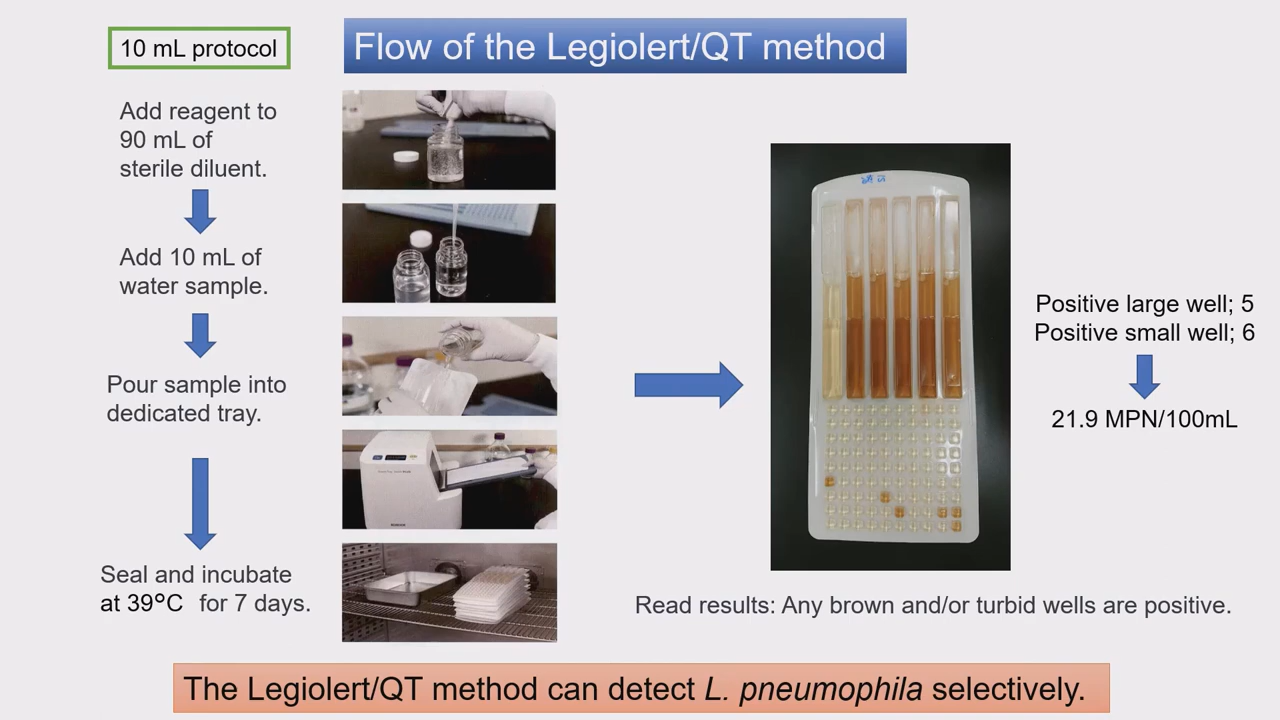 10 mL protocol
Flow of the Legiolert/QT method
Add reagent to
90 mL of
sterile diluent.
Add 10 mL of
water sample.
Pour sample into
dedicated tray.
Seal and incubate
at 39°C for 7 days.
Positive large well; 5
Positive small well; 6
21.9 MPN/100mL
Read results: Any brown and/or turbid wells are positive.
The Legiolert/QT method can detect L. pneumophila selectively.